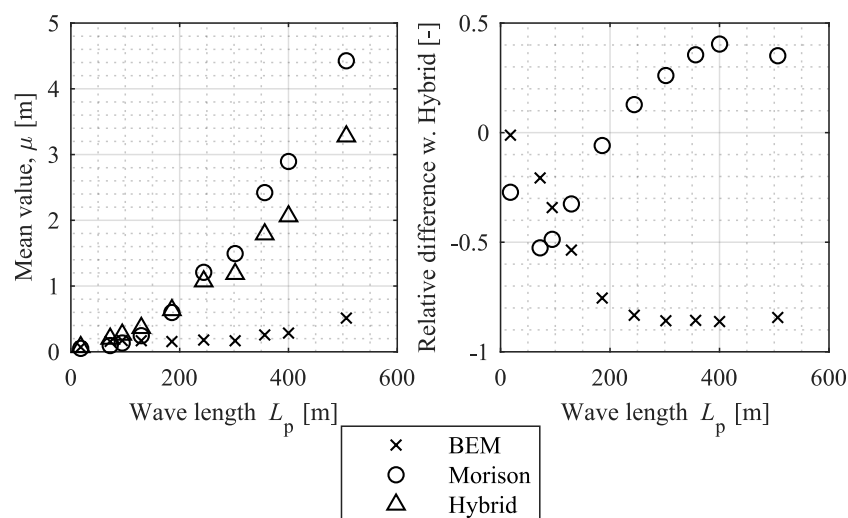 5
4
3
2
1
0
Mean value, μ [m]
0 200 400 600
Wave length L_p [m]
0.5
0
-0.5
-1
Relative difference w. Hybrid [-]
0 200 400 600
Wave length L_p [m]
BEM
Morison
Hybrid